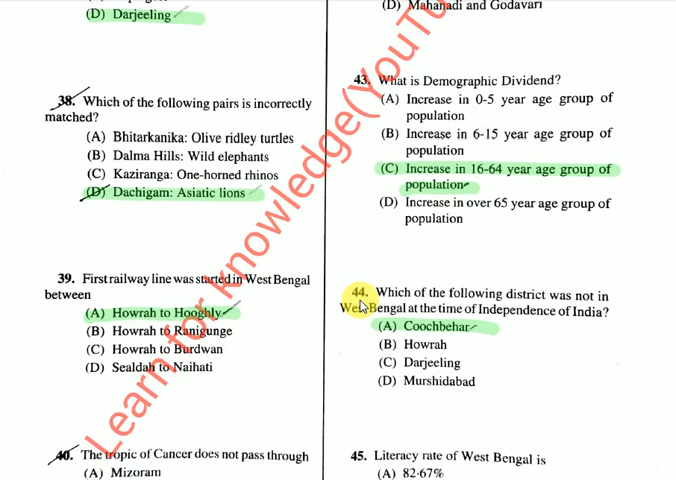 (D) Darjeeling
38. Which of the following pairs is incorrectly
matched?
(A) Bhitarkanika: Olive ridley turtles
(B) Dalma Hills: Wild elephants
(C) Kaziranga: One-horned rhinos
(D) Dachigam: Asiatic lions
39. First railway line was started in West Bengal
between
(A) Howrah to Hooghly
(B) Howrah to Ranigunge
(C) Howrah to Burdwan
(D) Sealdah to Naihati
40. The tropic of Cancer does not pass through
(A) Mizoram
(D) Mahanadi and Godavari
43. What is Demographic Dividend?
(A) Increase in 0-5 year age group of
population
(B) Increase in 6-15 year age group of
population
(C) Increase in 16-64 year age group of
population
(D) Increase in over 65 year age group of
population
44. Which of the following district was not in
West Bengal at the time of Independence of India?
(A) Coochbehar
(B) Howrah
(C) Darjeeling
(D) Murshidabad
45. Literacy rate of West Bengal is
(A) 82·67%
Learn for Knowledge(YouTu